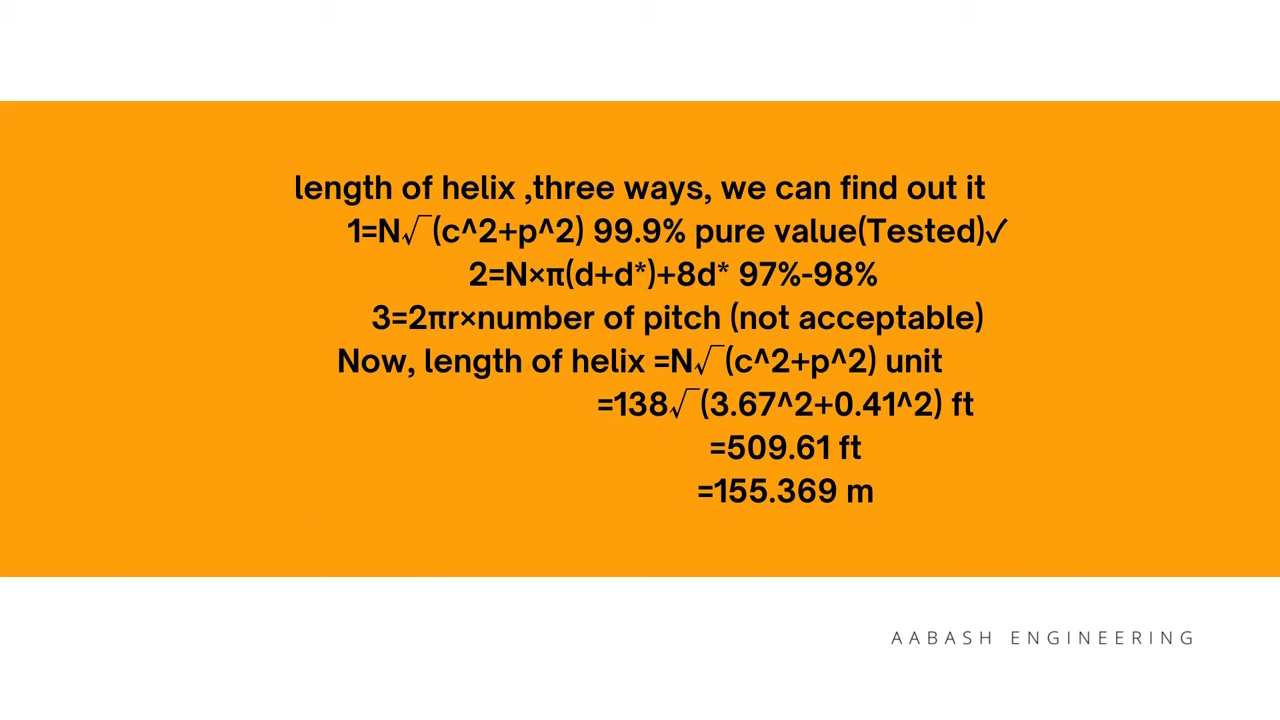 length of helix ,three ways, we can find out it
1=N√‾(c^2+p^2) 99.9% pure value(Tested)✓
2=N×π(d+d*)+8d* 97%-98%
3=2πr×number of pitch (not acceptable)
Now, length of helix =N√‾(c^2+p^2) unit
=138√‾(3.67^2+0.41^2) ft
=509.61 ft
=155.369 m
AABASH ENGINEERING